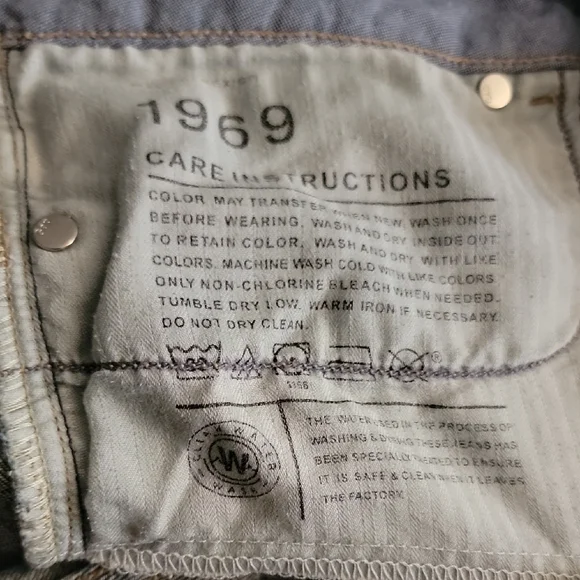 1969
CARE INSTRUCTIONS
COLOR MAY TRANSFER WHEN NEW. WASH ONCE
BEFORE WEARING. WASH AND DRY INSIDE OUT
TO RETAIN COLOR. WASH AND DRY WITH LIKE
COLORS. MACHINE WASH COLD WITH LIKE COLORS
ONLY NON-CHLORINE BLEACH WHEN NEEDED.
TUMBLE DRY LOW. WARM IRON IF NECESSARY.
DO NOT DRY CLEAN.
®
CLEAN WATER
W
WASH
THE WATER USED IN THE PROCESS OF
WASHING & DYING THESE JEANS HAS
BEEN SPECIALLY TREATED TO ENSURE
IT IS SAFE & CLEAN WHEN IT LEAVES
THE FACTORY.